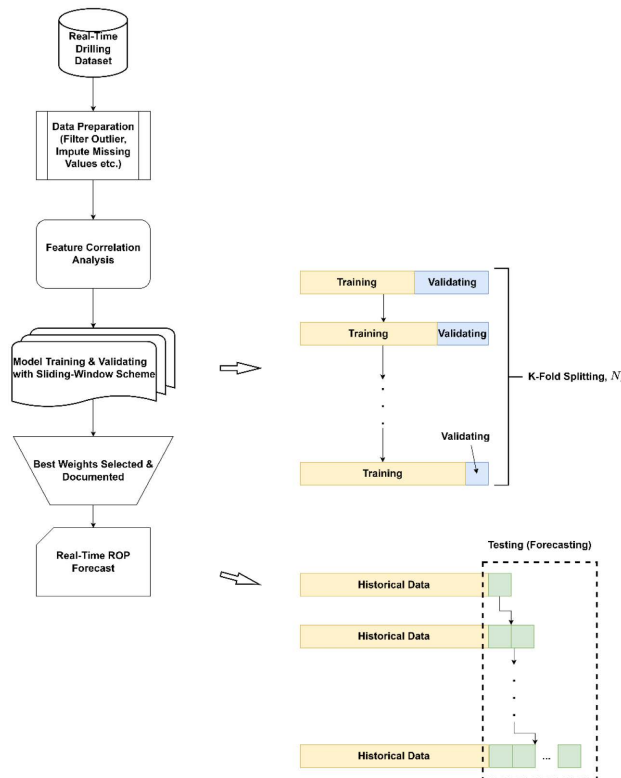 Real-Time
Drilling
Dataset
Data Preparation
(Filter Outlier,
Impute Missing
Values etc.)
Feature Correlation
Analysis
Model Training & Validating
with Sliding-Window Scheme
Best Weights Selected &
Documented
Real-Time ROP
Forecast
Training Validating
Training Validating
Validating
Training
K-Fold Splitting, N
Testing (Forecasting)
Historical Data
Historical Data
Historical Data ...